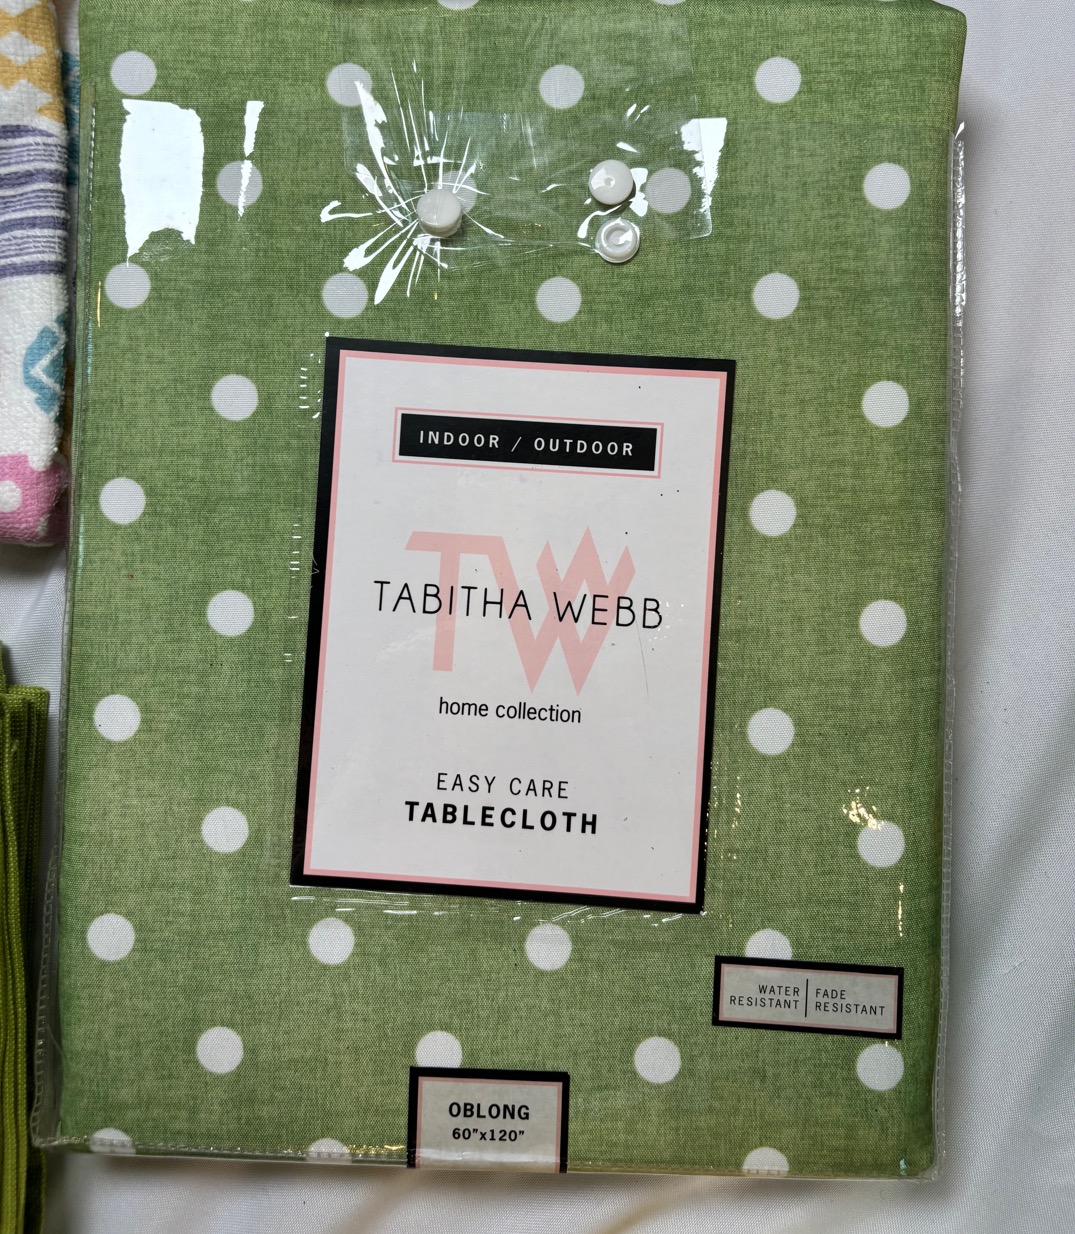 INDOOR / OUTDOOR
TW
TABITHA WEBB
home collection
EASY CARE
TABLECLOTH
WATER RESISTANT | FADE RESISTANT
OBLONG
60”x120”